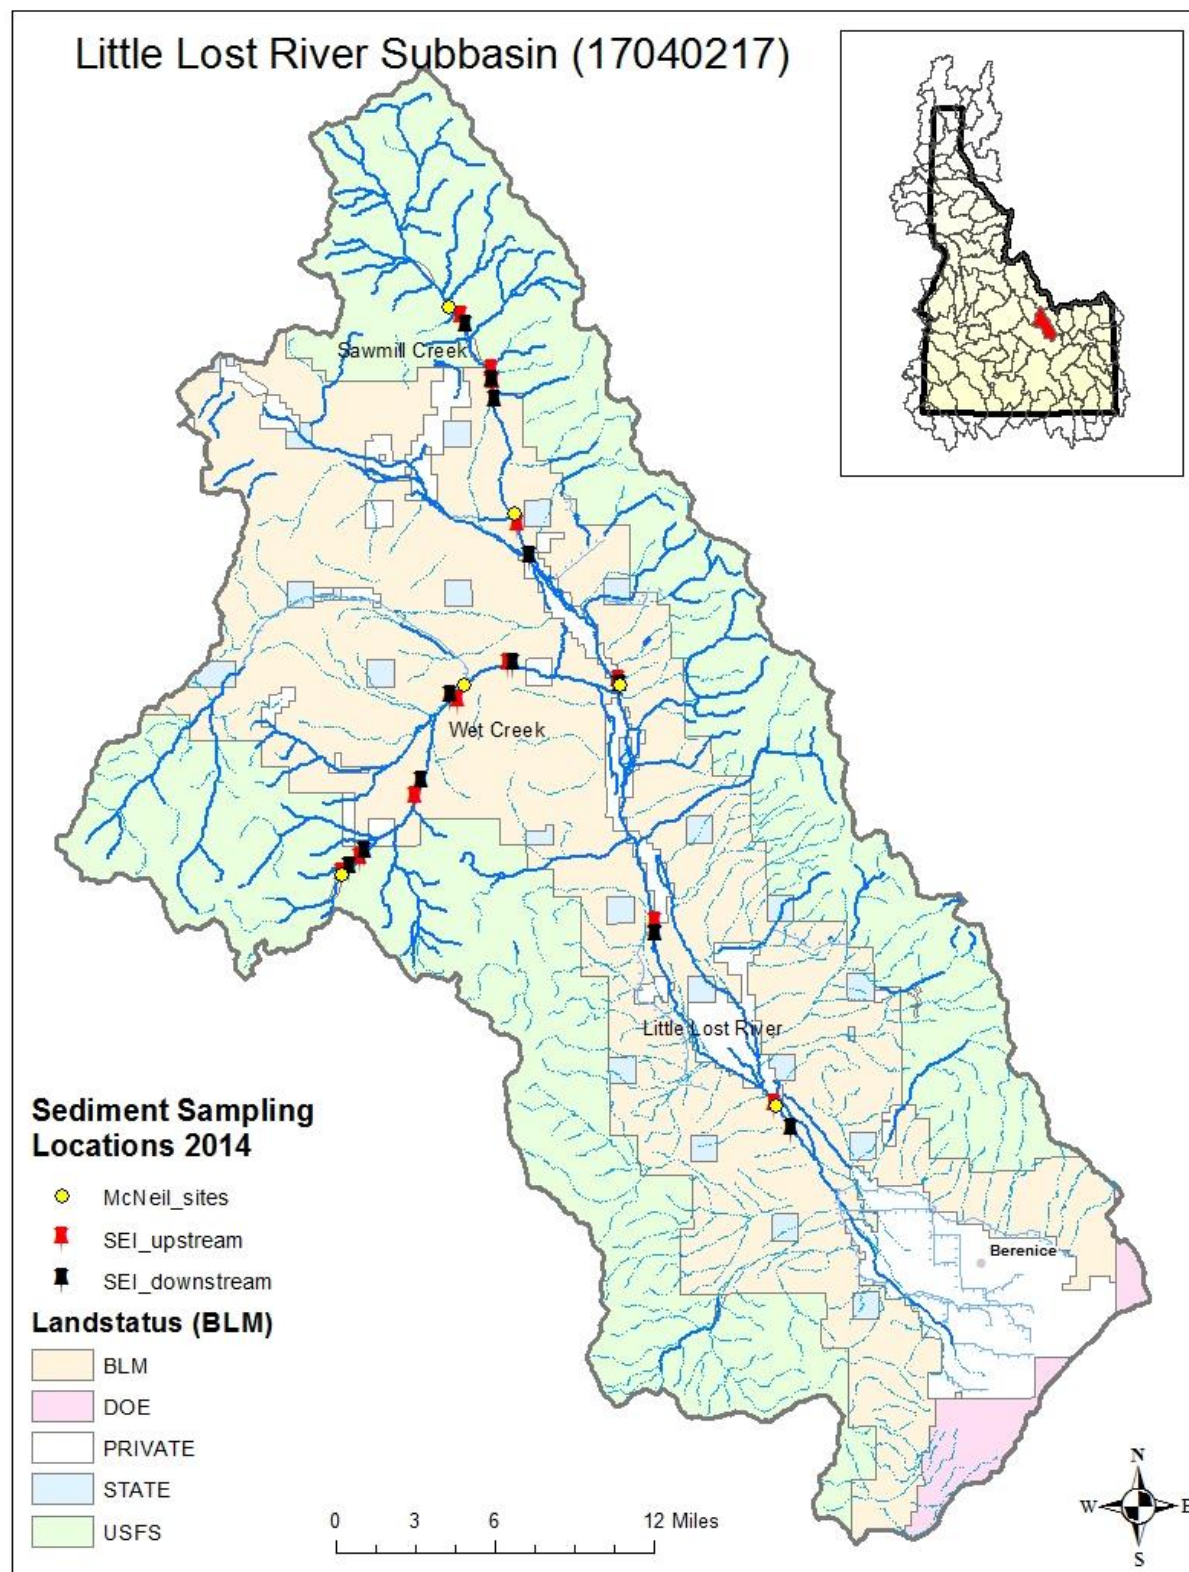 Little Lost River Subbasin (17040217)
Sawmill Creek
Wet Creek
Little Lost River
Berenice
Sediment Sampling
Locations 2014
McNeil_sites
SEI_upstream
SEI_downstream
Landstatus (BLM)
BLM
DOE
PRIVATE
STATE
USFS
0 3 6 12 Miles
N
W E
S